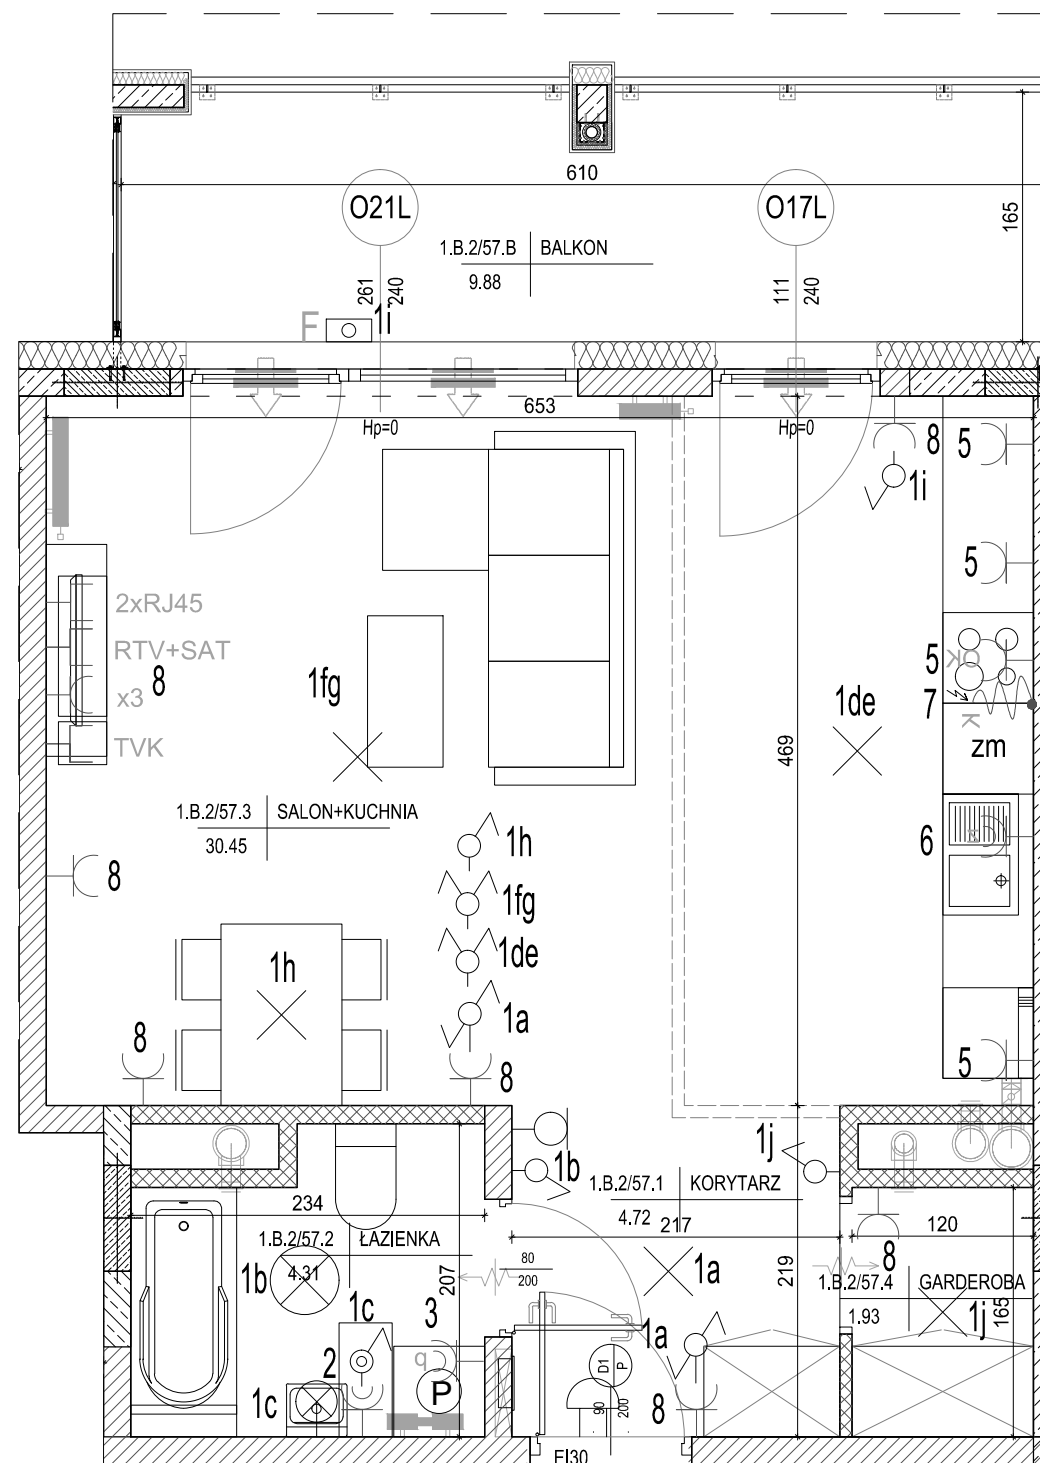 610
O21L
O17L
165
1.B.2/57.B BALKON
9.88
261
240
111
240
F
1i
653
Hp=0
Hp=0
8
5
1i
5
2xRJ45
RTV+SAT
8
x3
TVK
1fg
1de
5
OK
7
K
zm
469
1.B.2/57.3 SALON+KUCHNIA
30.45
1h
6
z
8
1fg
1de
1h
1a
8
8
5
1b
1j
234
1.B.2/57.1 KORYTARZ
4.72
217
120
1.B.2/57.2 ŁAZIENKA
4.31
1b
207
80
200
1a
219
8
1.B.2/57.4 GARDEROBA
1.93
165
1j
1c
3
1a
2
q
P
D1
P
1c
90
200
8
EI30